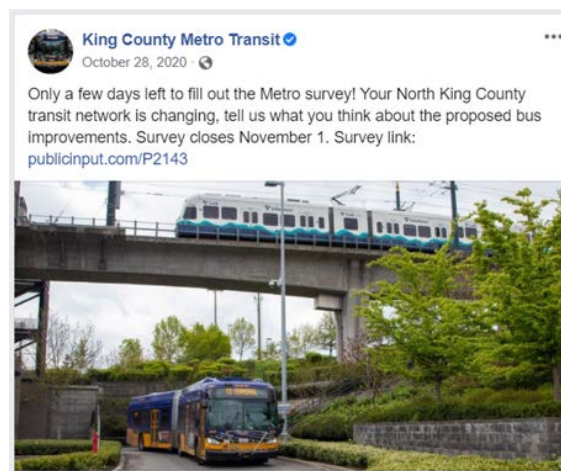 King County Metro Transit
October 28, 2020 ·
Only a few days left to fill out the Metro survey! Your North King County
transit network is changing, tell us what you think about the proposed bus
improvements. Survey closes November 1. Survey link:
publicinput.com/P2143